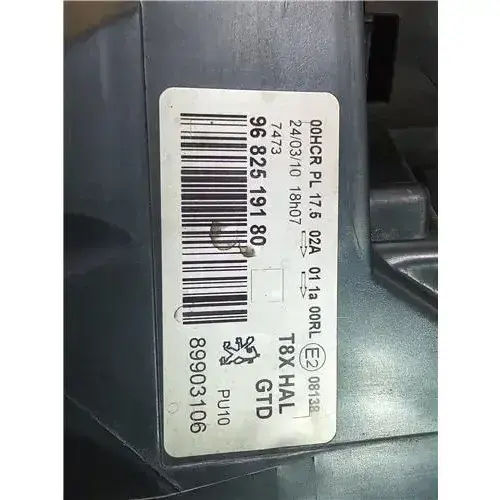 00HCR PL 17.5 02A 01 1a 00RL E2 08138
24/03/10 18h07
7473
96 825 191 80
T8X HAL
GTD
PU10
89903106